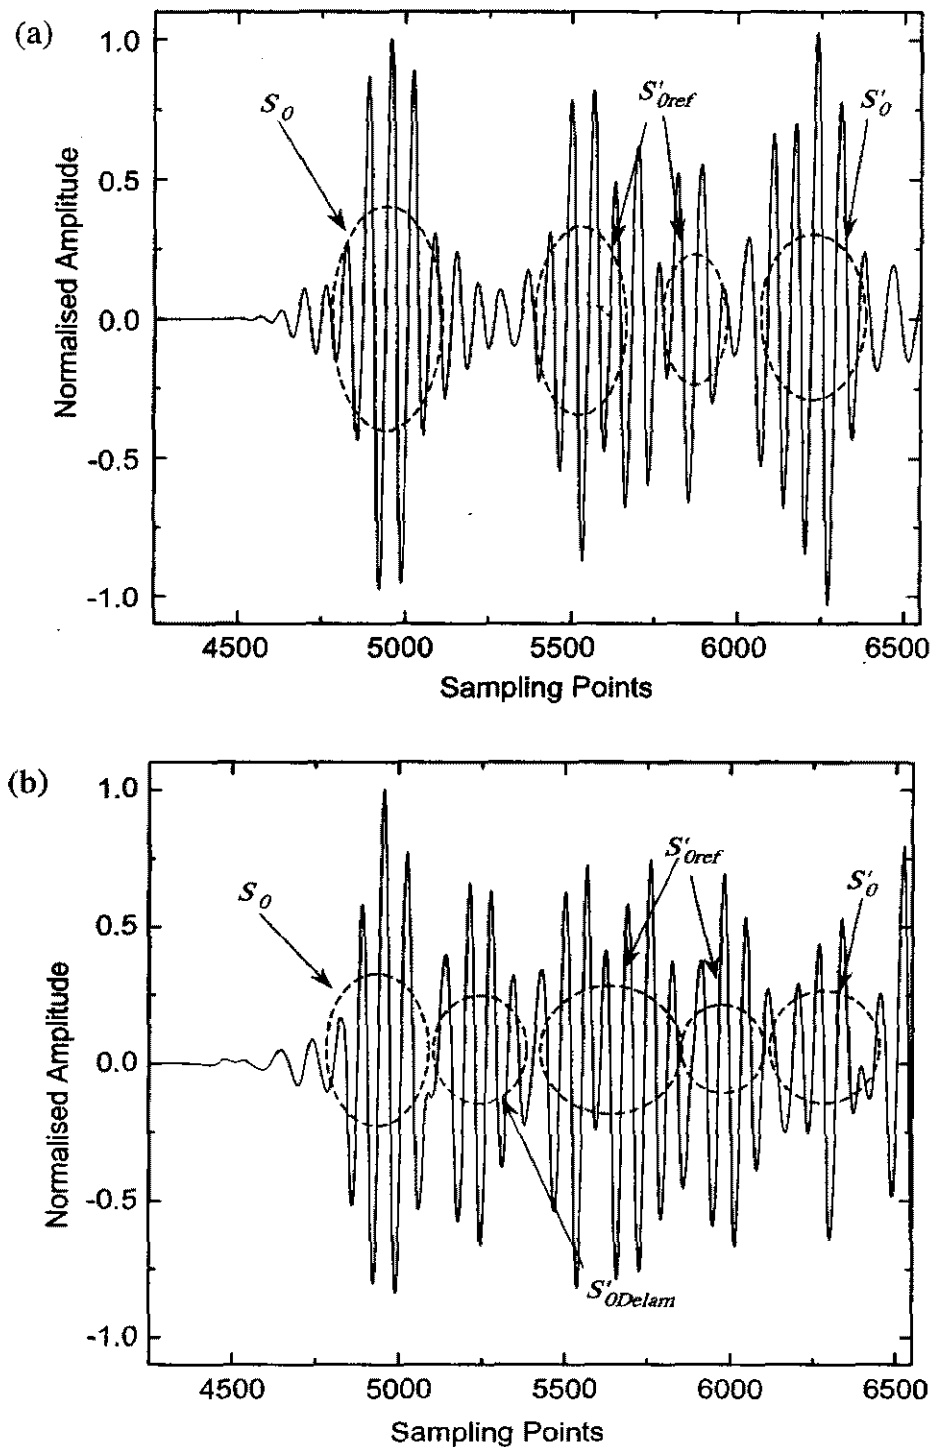 (a)
1.0
0.5
0.0
-0.5
-1.0
Normalised Amplitude
S0
S'0ref
S'0
4500 5000 5500 6000 6500
Sampling Points
(b)
1.0
0.5
0.0
-0.5
-1.0
Normalised Amplitude
S0
S'0ref
S'0
S'0Delam
4500 5000 5500 6000 6500
Sampling Points